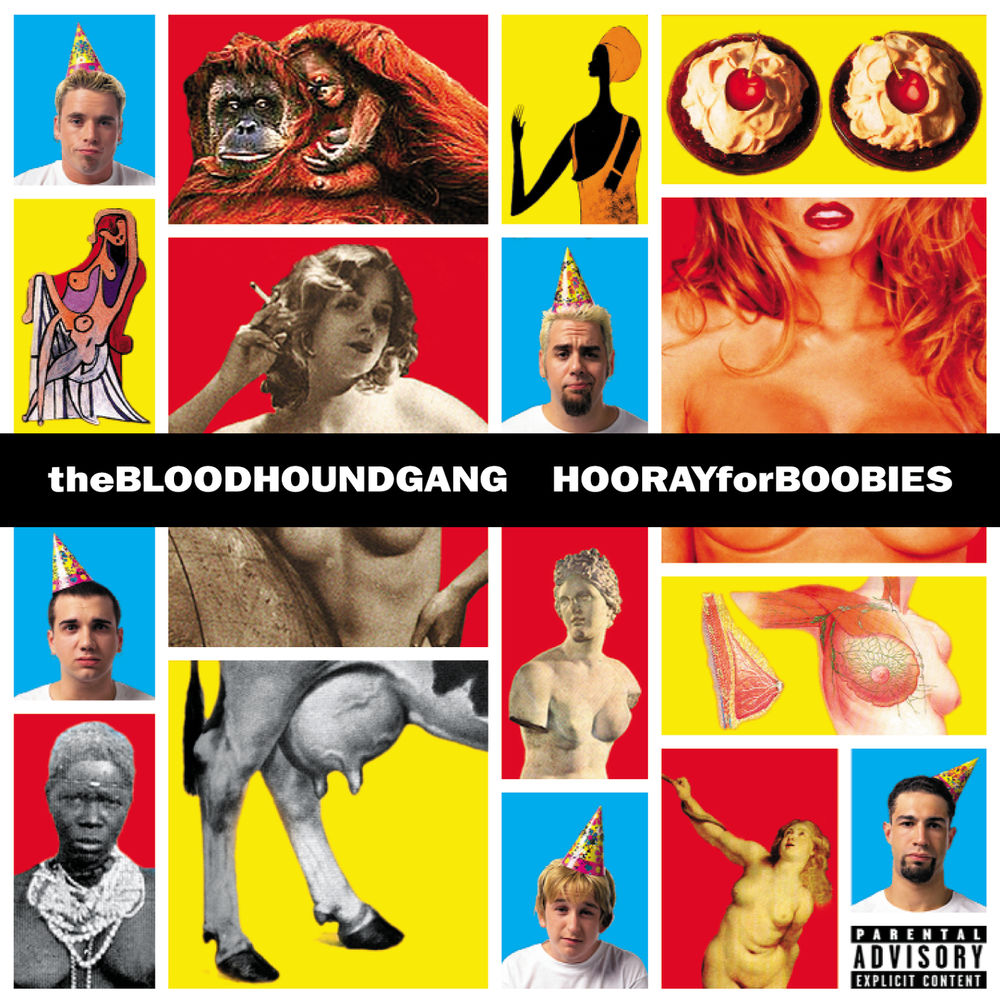 theBLOODHOUNDGANG HOORAYforBOOBIES
PARENTAL
ADVISORY
EXPLICIT CONTENT